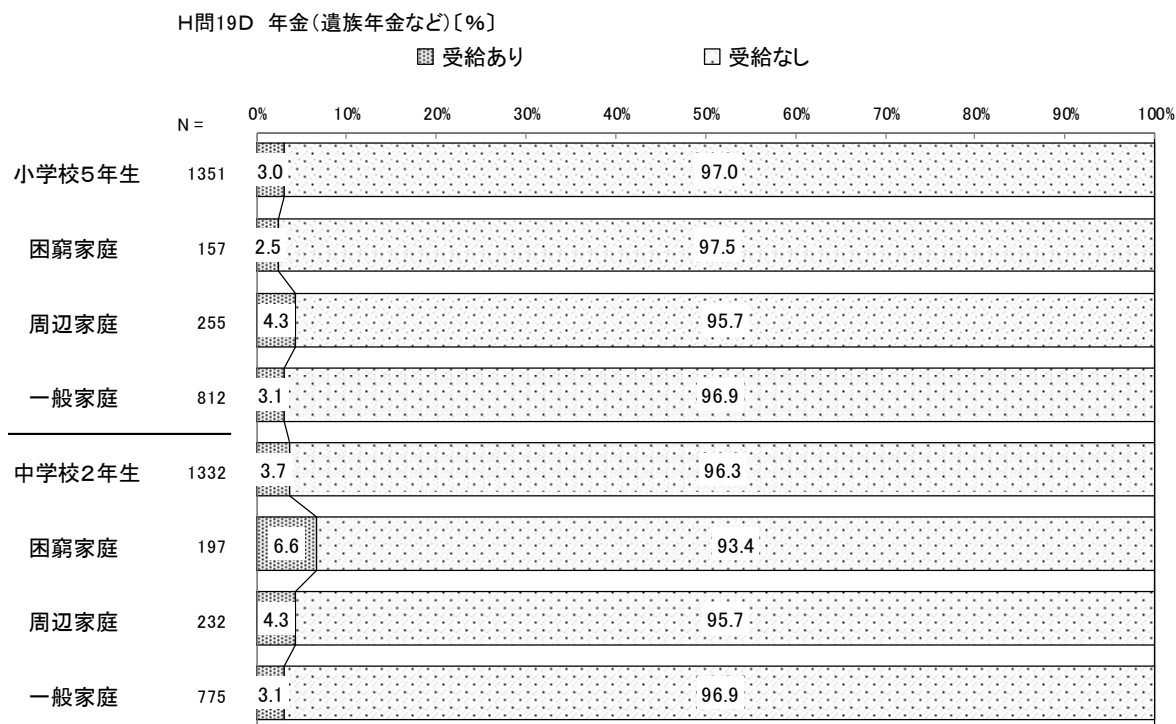 H問19D 年金(遺族年金など)〔%〕
受給あり 受給なし
N = 0% 10% 20% 30% 40% 50% 60% 70% 80% 90% 100%
小学校5年生 1351 3.0 97.0
困窮家庭 157 2.5 97.5
周辺家庭 255 4.3 95.7
一般家庭 812 3.1 96.9
中学校2年生 1332 3.7 96.3
困窮家庭 197 6.6 93.4
周辺家庭 232 4.3 95.7
一般家庭 775 3.1 96.9